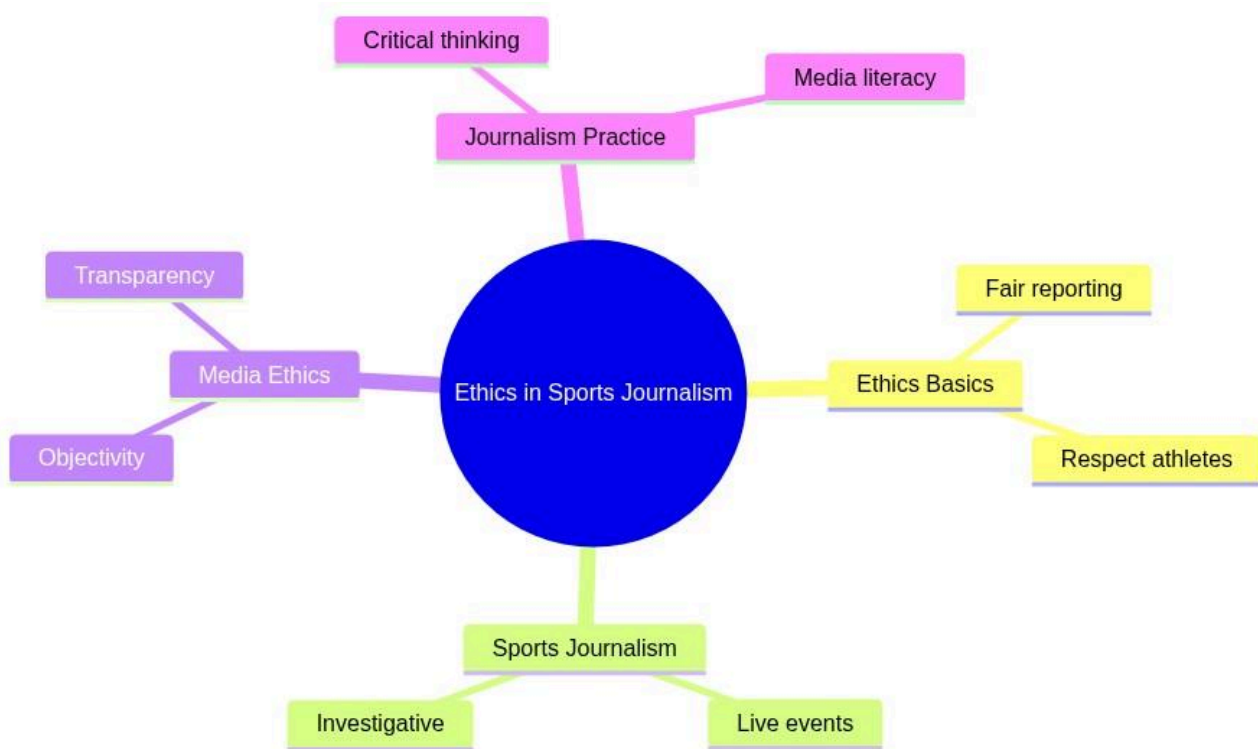 Critical thinking
Media literacy
Journalism Practice
Transparency
Fair reporting
Media Ethics
Ethics Basics
Ethics in Sports Journalism
Objectivity
Respect athletes
Sports Journalism
Investigative
Live events